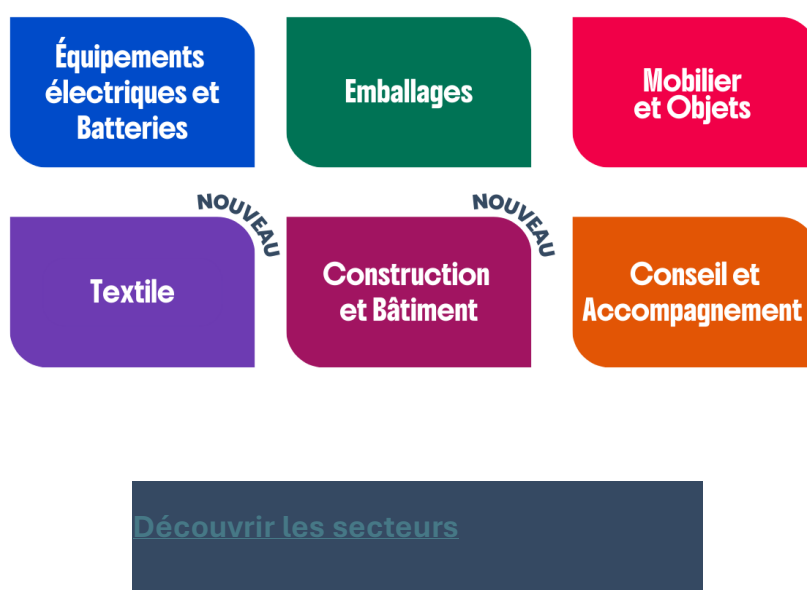 Équipements
électriques et
Batteries
Emballages
Mobilier
et Objets
NOUVEAU
Textile
NOUVEAU
Construction
et Bâtiment
Conseil et
Accompagnement
Découvrir les secteurs